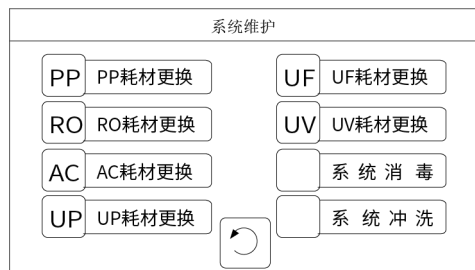 系统维护
PP PP耗材更换
UF UF耗材更换
RO RO耗材更换
UV UV耗材更换
AC AC耗材更换
系统消毒
UP UP耗材更换
系统冲洗